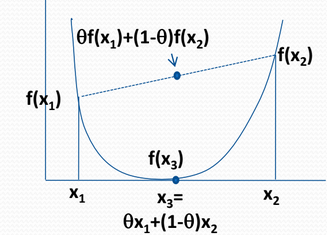 θf(x₁)+(1-θ)f(x₂)
f(x₂)
f(x₁)
f(x₃)
x₁
x₃=
x₂
θx₁+(1-θ)x₂